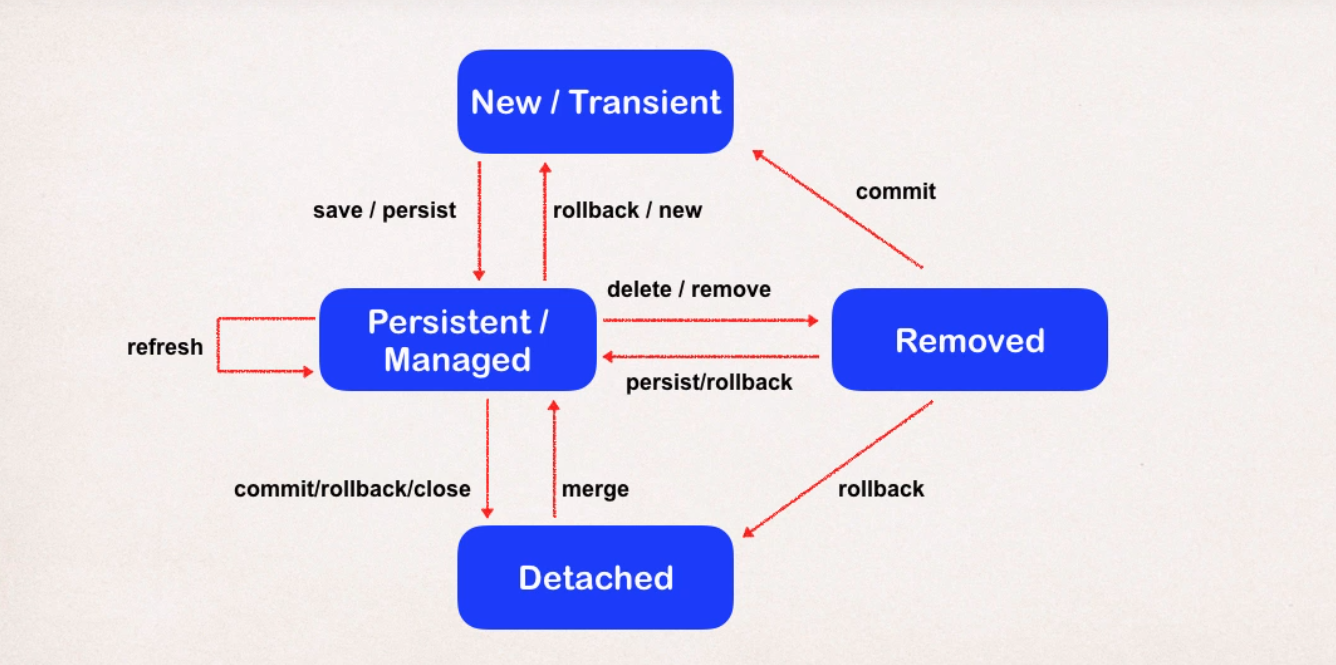 New / Transient
commit
save / persist
rollback / new
delete / remove
Persistent /
Managed
Removed
refresh
persist/rollback
commit/rollback/close
merge
rollback
Detached